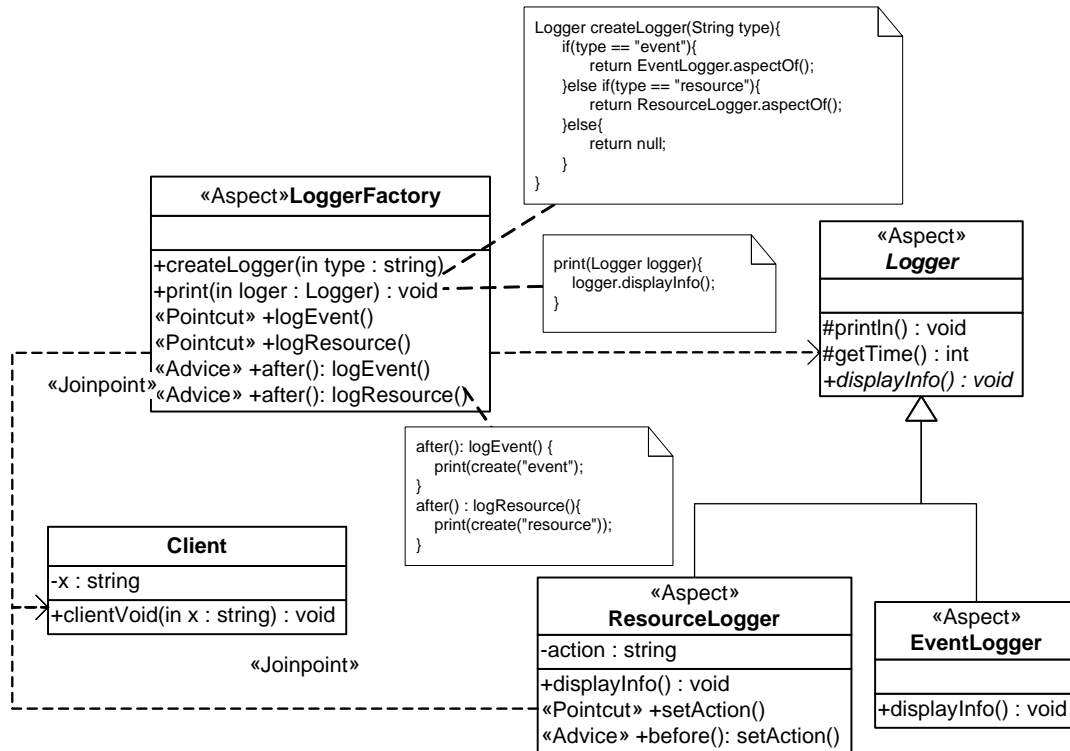 Logger createLogger(String type){
if(type == "event"){
return EventLogger.aspectOf();
}else if(type == "resource"){
return ResourceLogger.aspectOf();
}else{
return null;
}
}
«Aspect»LoggerFactory
+createLogger(in type : string)
+print(in loger : Logger) : void
«Pointcut» +logEvent()
«Pointcut» +logResource()
«Advice» +after(): logEvent()
«Advice» +after(): logResource()
print(Logger logger){
logger.displayInfo();
}
«Aspect»
Logger
#println() : void
#getTime() : int
+displayInfo() : void
«Joinpoint»
after(): logEvent() {
print(create("event");
}
after() : logResource(){
print(create("resource"));
}
Client
-x : string
+clientVoid(in x : string) : void
«Joinpoint»
«Aspect»
ResourceLogger
-action : string
+displayInfo() : void
«Pointcut» +setAction()
«Advice» +before(): setAction()
«Aspect»
EventLogger
+displayInfo() : void